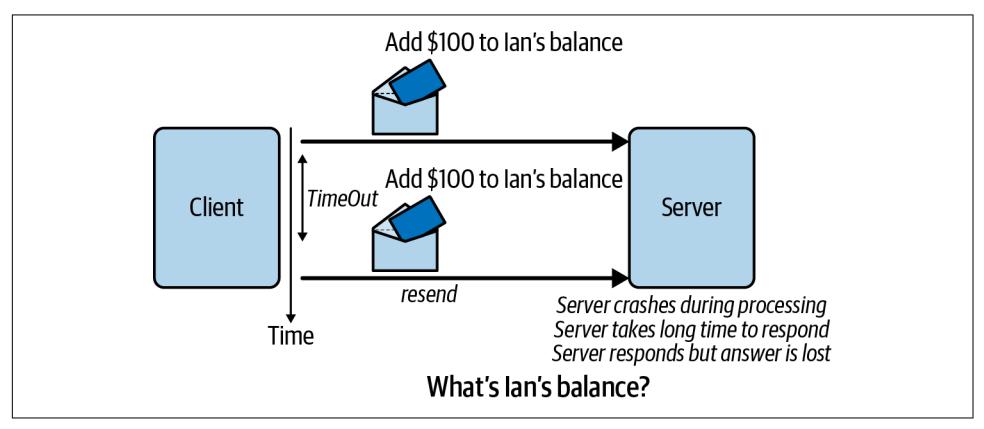 Add $100 to Ian's balance
Add $100 to Ian's balance
TimeOut
Client
Server
resend
Server crashes during processing
Server takes long time to respond
Server responds but answer is lost
Time
What's Ian's balance?